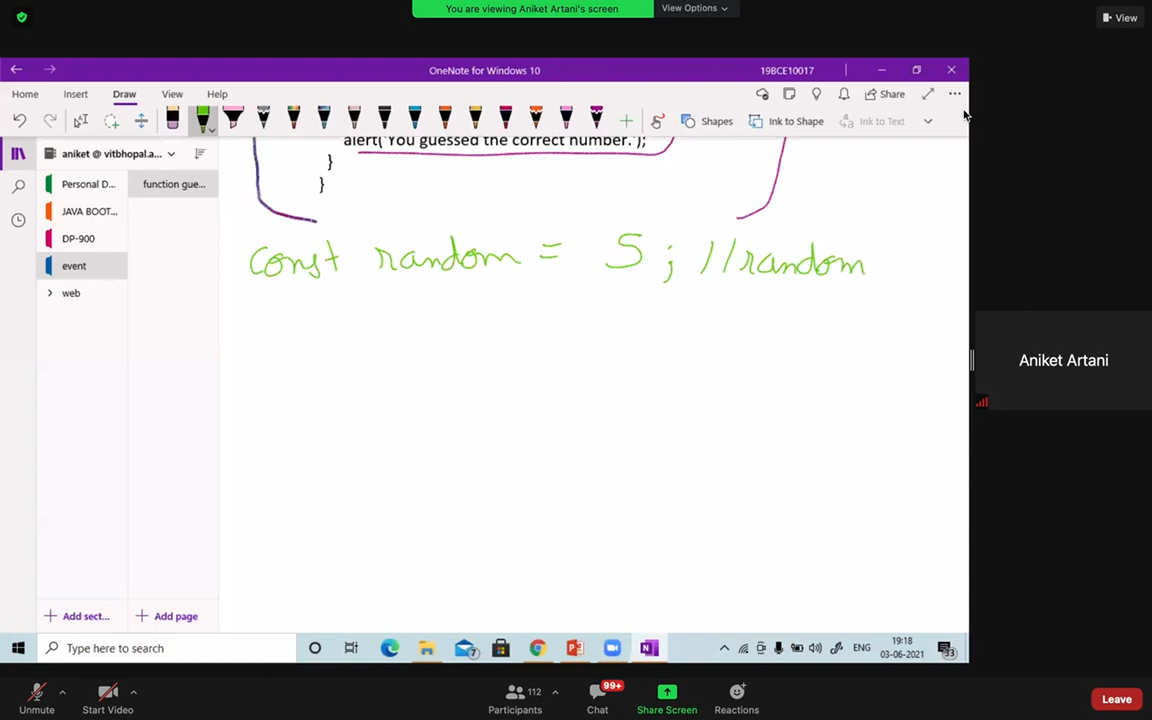 You are viewing Aniket Artani's screen
View Options
View
OneNote for Windows 10
19BCE10017
Home Insert Draw View Help
Share
Shapes
Ink to Shape
Ink to Text
aniket @ vitbhopal.a...
Personal D...
function gue...
JAVA BOOT...
DP-900
event
web
alert('You guessed the correct number.');
}
}
const random = 5 ; //random
Aniket Artani
Add sect...
Add page
Type here to search
7
ENG
19:18
03-06-2021
33
Unmute
Start Video
112
Participants
99+
Chat
Share Screen
Reactions
Leave